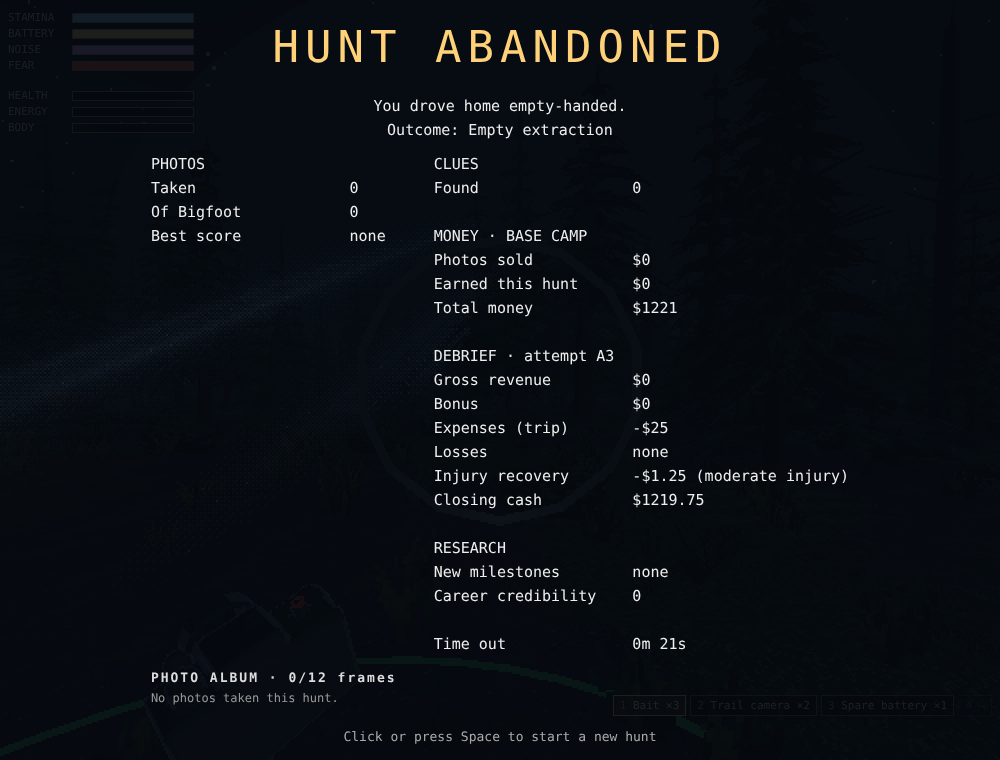 STAMINA
BATTERY
NOISE
FEAR
HEALTH
ENERGY
BODY
HUNT ABANDONED
You drove home empty-handed.
Outcome: Empty extraction
PHOTOS
Taken 0
Of Bigfoot 0
Best score none
CLUES
Found 0
MONEY · BASE CAMP
Photos sold $0
Earned this hunt $0
Total money $1221
DEBRIEF · attempt A3
Gross revenue $0
Bonus $0
Expenses (trip) -$25
Losses none
Injury recovery -$1.25 (moderate injury)
Closing cash $1219.75
RESEARCH
New milestones none
Career credibility 0
Time out 0m 21s
PHOTO ALBUM · 0/12 frames
No photos taken this hunt.
1 Bait ×3 2 Trail camera ×2 3 Spare battery ×1
Click or press Space to start a new hunt